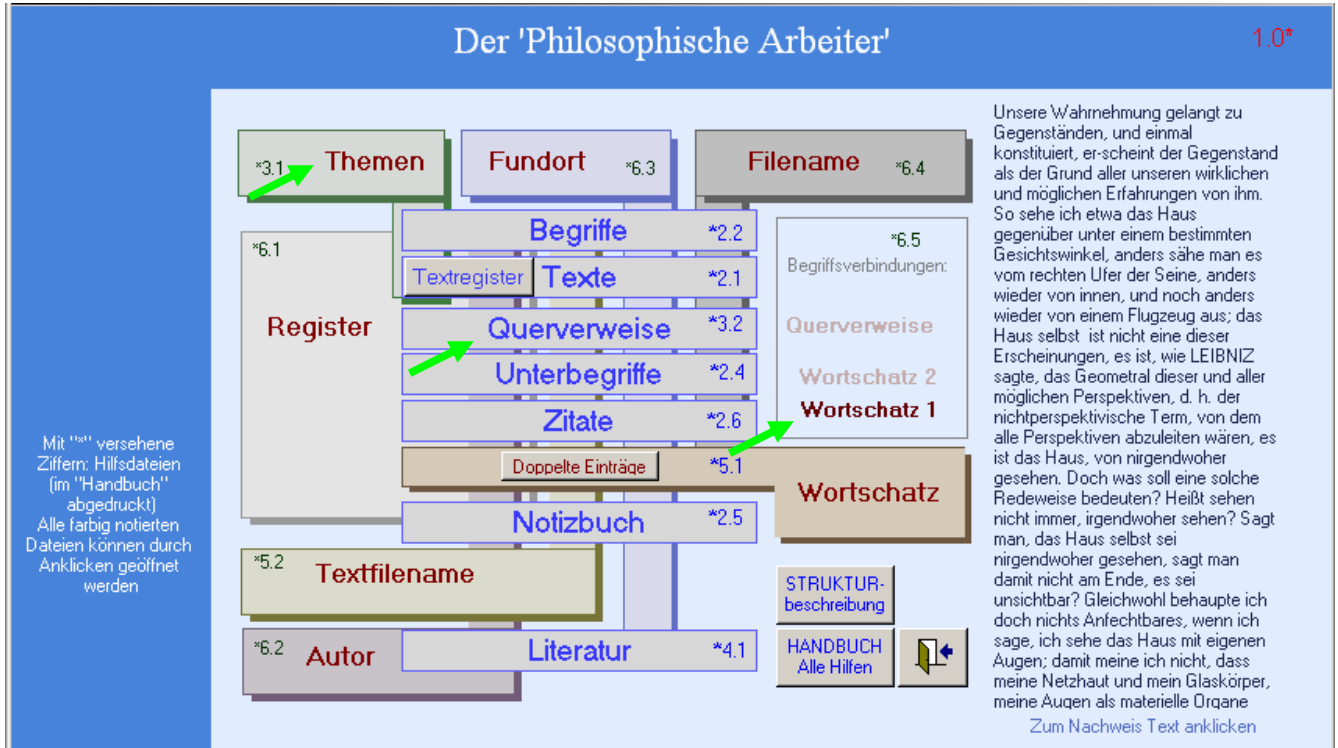 Der 'Philosophische Arbeiter'
1.0*
Mit "*" versehene
Ziffern: Hilfsdateien
(im "Handbuch"
abgedruckt)
Alle farbig notierten
Dateien können durch
Anklicken geöffnet
werden
*3.1 Themen
Fundort *6.3
Filename *6.4
*6.1
Register
Begriffe *2.2
Textregister Texte *2.1
Querverweise *3.2
Unterbegriffe *2.4
Zitate *2.6
Doppelte Einträge *5.1
Wortschatz
*6.5
Begriffsverbindungen:
Querverweise
Wortschatz 2
Wortschatz 1
Notizbuch *2.5
*5.2 Textfilename
*6.2 Autor
Literatur *4.1
STRUKTUR-
beschreibung
HANDBUCH
Alle Hilfen
Unsere Wahrnehmung gelangt zu
Gegenständen, und einmal
konstituiert, er-scheint der Gegenstand
als der Grund aller unseren wirklichen
und möglichen Erfahrungen von ihm.
So sehe ich etwa das Haus
gegenüber unter einem bestimmten
Gesichtswinkel, anders sähe man es
vom rechten Ufer der Seine, anders
wieder von innen, und noch anders
wieder von einem Flugzeug aus; das
Haus selbst ist nicht eine dieser
Erscheinungen, es ist, wie LEIBNIZ
sagte, das Geometral dieser und aller
möglichen Perspektiven, d. h. der
nichtperspektivische Term, von dem
alle Perspektiven abzuleiten wären, es
ist das Haus, von nirgendwoher
gesehen. Doch was soll eine solche
Redeweise bedeuten? Heißt sehen
nicht immer, irgendwoher sehen? Sagt
man, das Haus selbst sei
nirgendwoher gesehen, sagt man
damit nicht am Ende, es sei
unsichtbar? Gleichwohl behaupte ich
doch nichts Anfechtbares, wenn ich
sage, ich sehe das Haus mit eigenen
Augen; damit meine ich nicht, dass
meine Netzhaut und mein Glaskörper,
meine Augen als materielle Organe
Zum Nachweis Text anklicken